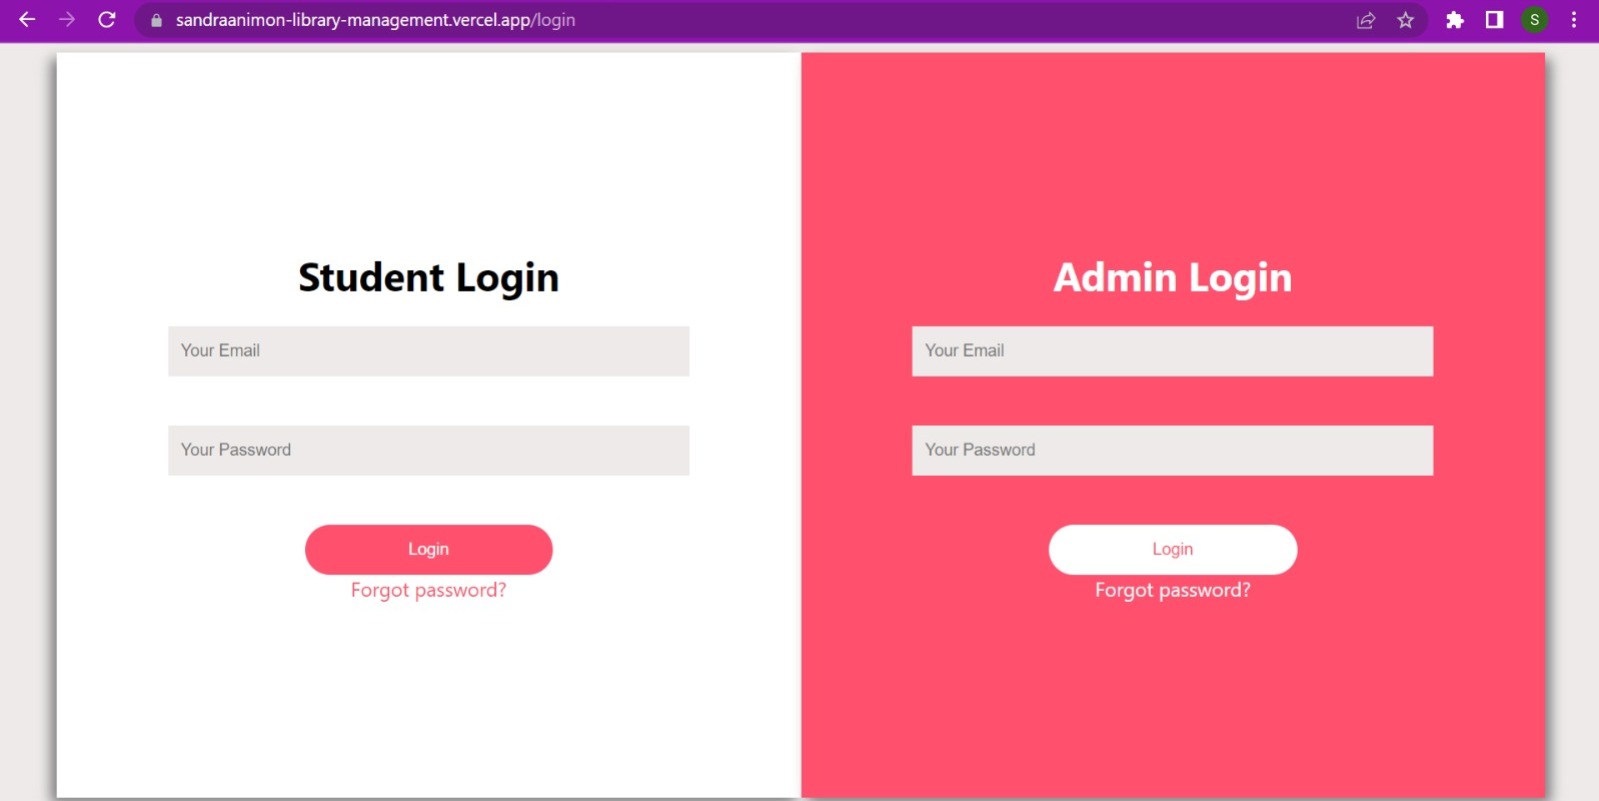 sandraanimon-library-management.vercel.app/login
S
Student Login
Your Email
Your Password
Login
Forgot password?
Admin Login
Your Email
Your Password
Login
Forgot password?